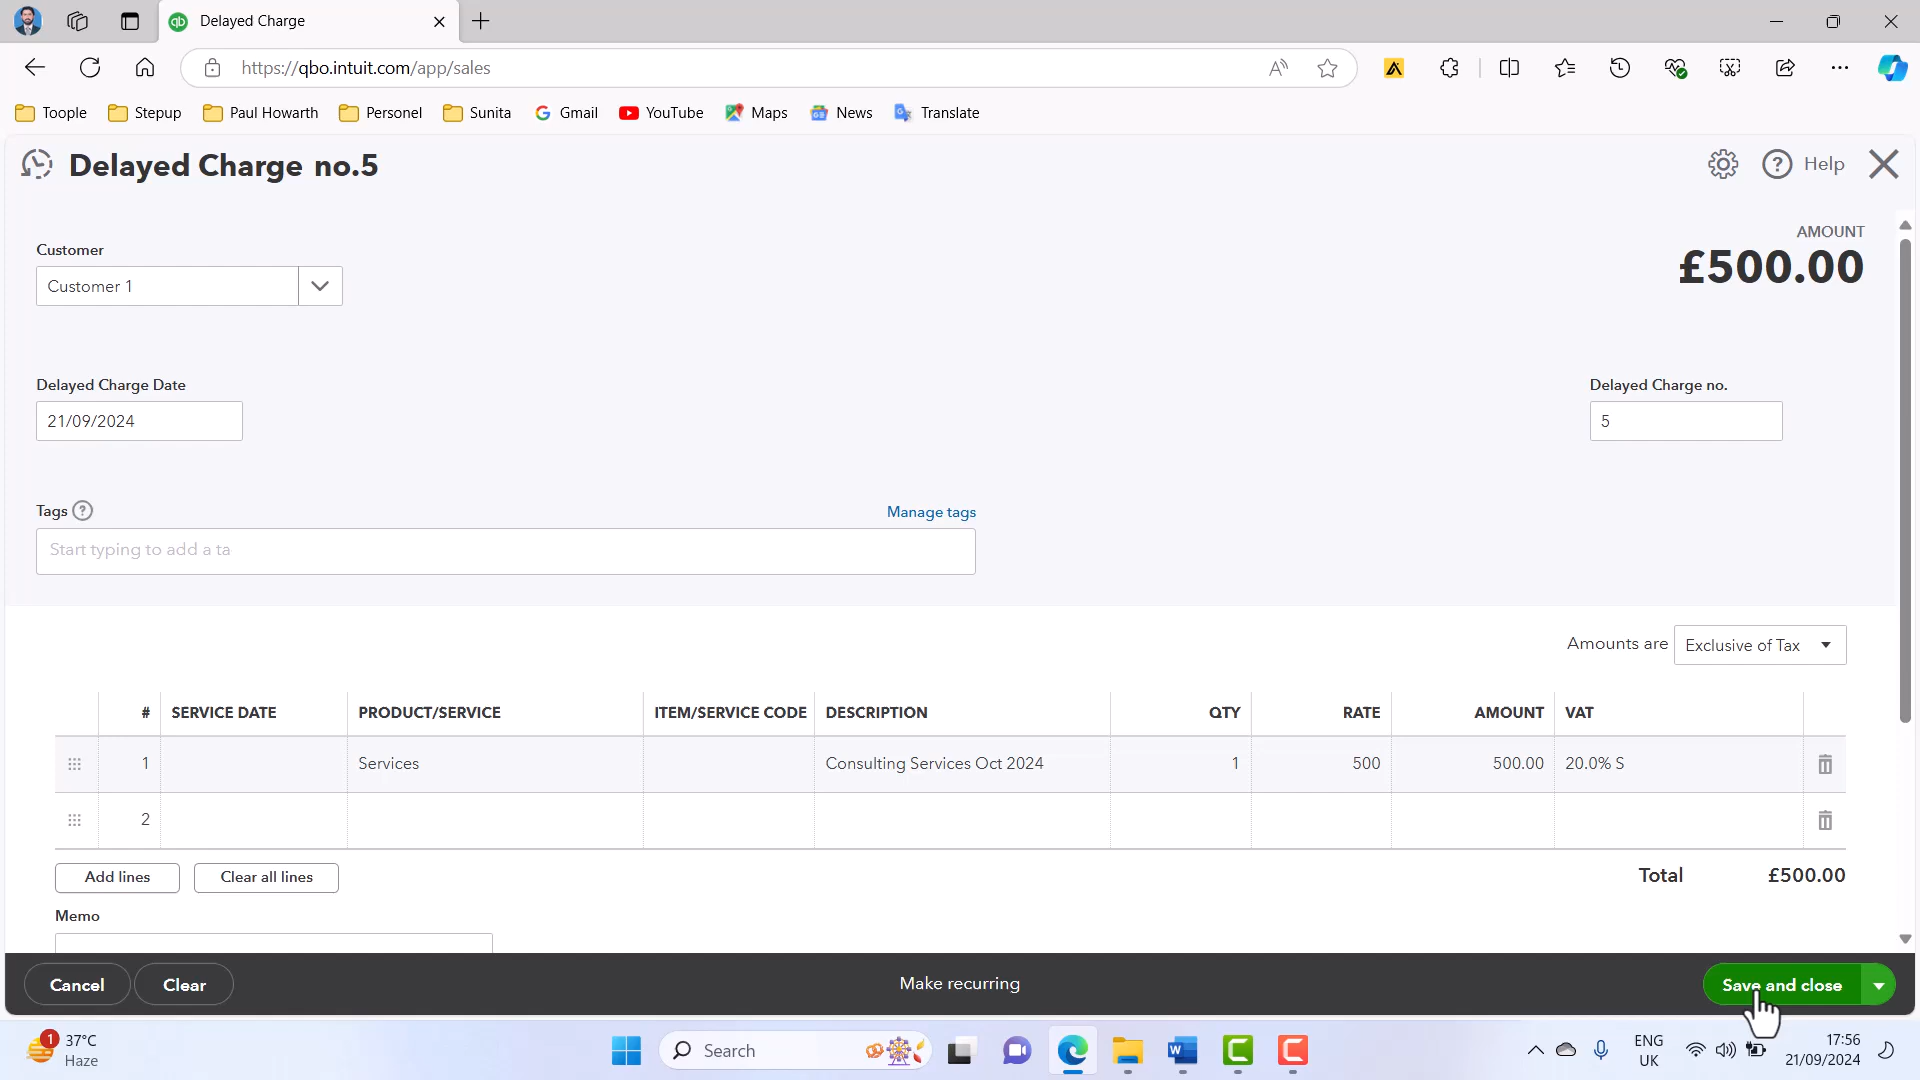 Delayed Charge
https://qbo.intuit.com/app/sales
Toople Stepup Paul Howarth Personel Sunita Gmail YouTube Maps News Translate
Delayed Charge no.5
Help
AMOUNT
£500.00
Customer
Customer 1
Delayed Charge Date
Delayed Charge no.
21/09/2024
5
Tags
Manage tags
Start typing to add a ta
Amounts are Exclusive of Tax
# SERVICE DATE PRODUCT/SERVICE ITEM/SERVICE CODE DESCRIPTION QTY RATE AMOUNT VAT
1 Services Consulting Services Oct 2024 1 500 500.00 20.0% S
2
Add lines Clear all lines Total £500.00
Memo
Cancel Clear Make recurring Save and close
1 37°C
Haze
Search
ENG
UK
17:56
21/09/2024